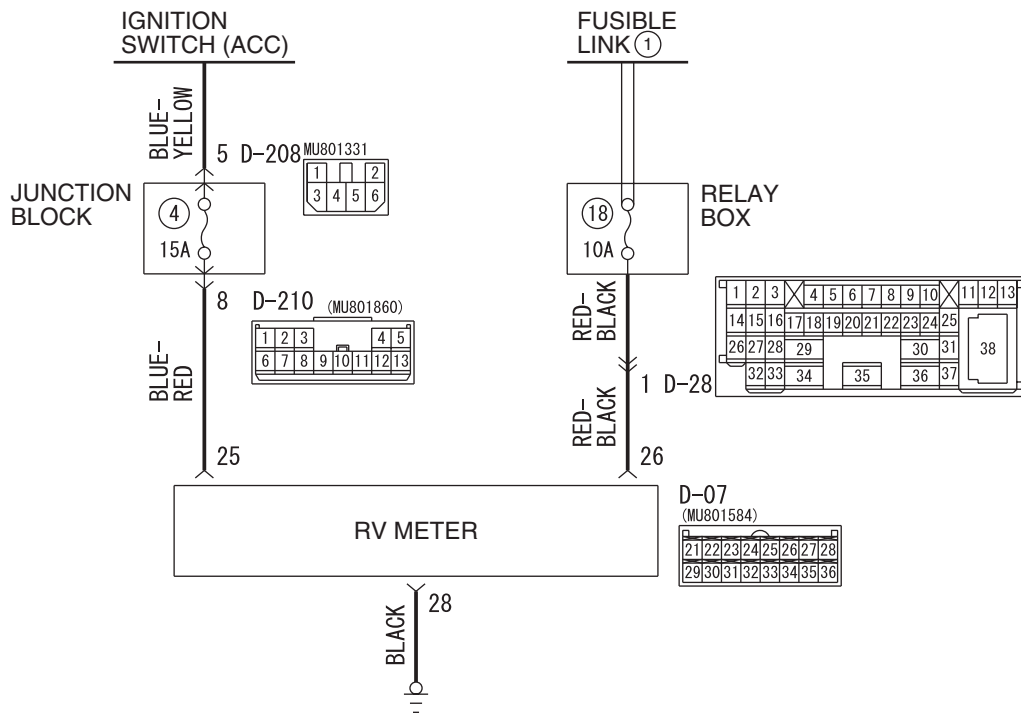 IGNITION
SWITCH (ACC)
FUSIBLE
LINK ①
BLUE-
YELLOW
5 D-208 MU801331
1 2
3 4 5 6
JUNCTION
BLOCK
④
15A
⑱
10A
RELAY
BOX
8 D-210 (MU801860)
1 2 3 4 5
6 7 8 9 10 11 12 13
BLUE-
RED
RED-
BLACK
1 D-28
RED-
BLACK
1 2 3 4 5 6 7 8 9 10 11 12 13
14 15 16 17 18 19 20 21 22 23 24 25
26 27 28 29 30 31 38
32 33 34 35 36 37
25
26
RV METER
D-07
(MU801584)
21 22 23 24 25 26 27 28
29 30 31 32 33 34 35 36
28
BLACK